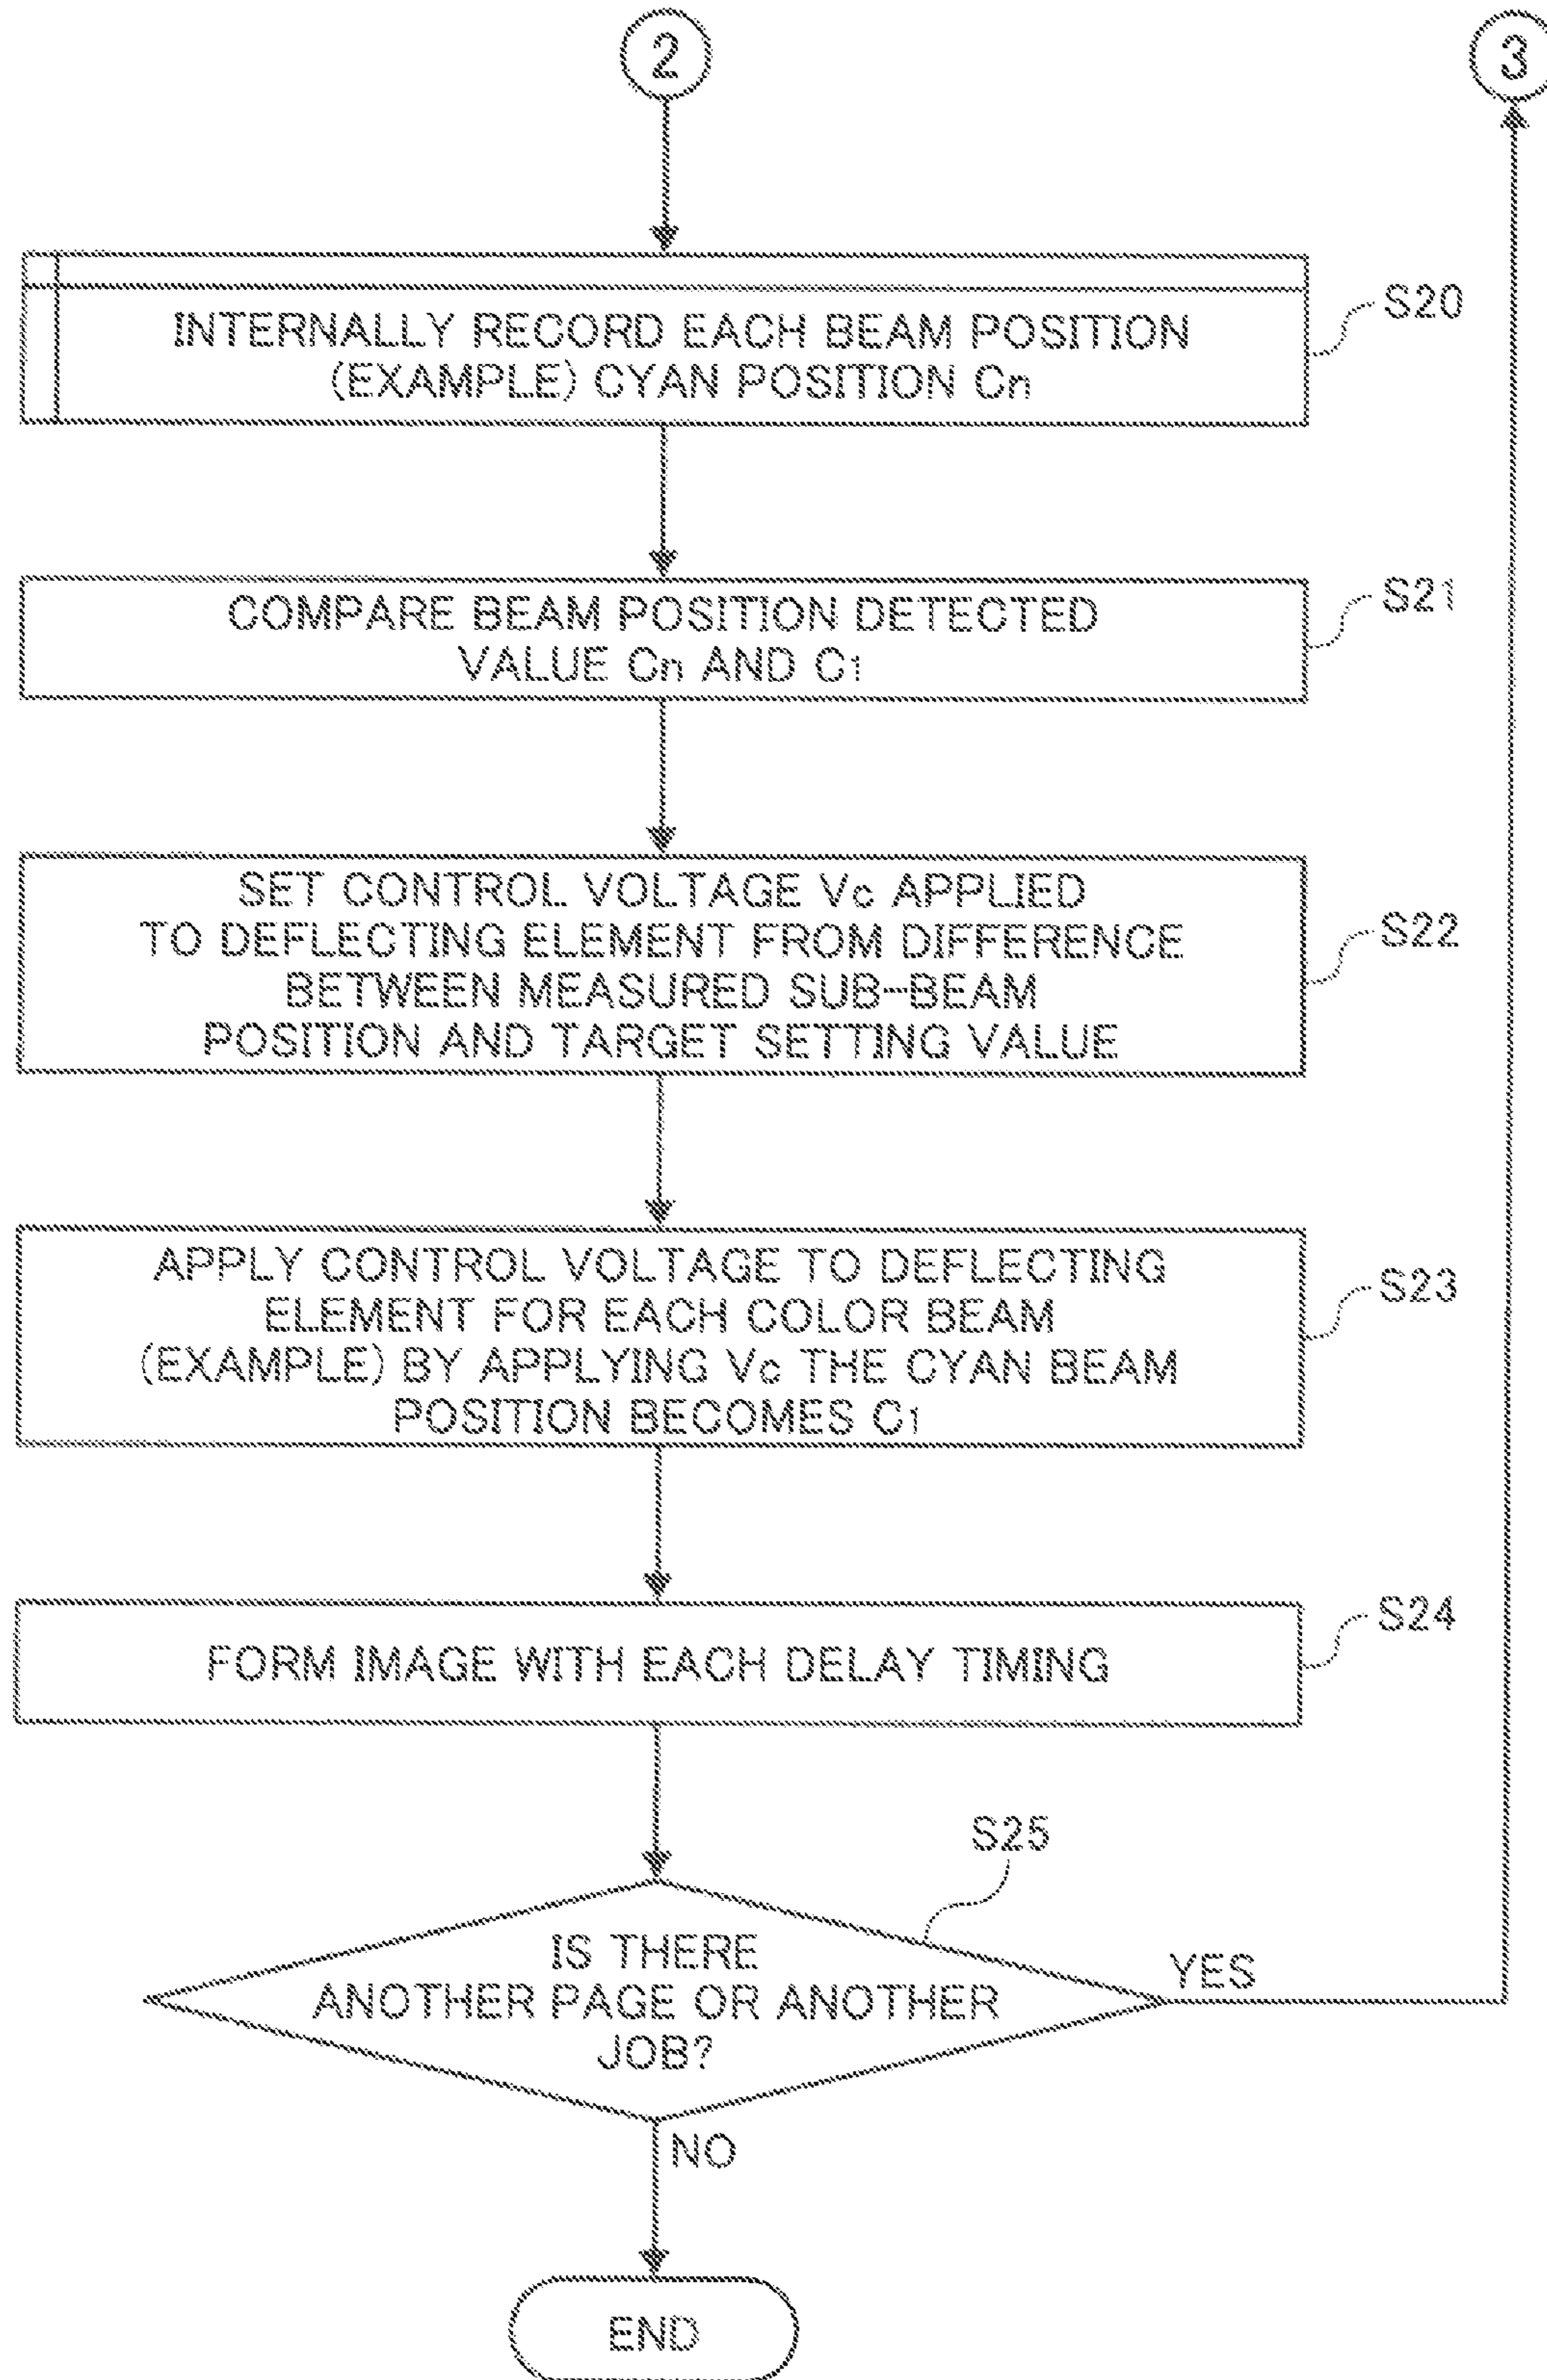 2
3
INTERNALLY RECORD EACH BEAM POSITION
(EXAMPLE) CYAN POSITION Cn
S20
COMPARE BEAM POSITION DETECTED
VALUE Cn AND C1
S21
SET CONTROL VOLTAGE Vc APPLIED
TO DEFLECTING ELEMENT FROM DIFFERENCE
BETWEEN MEASURED SUB-BEAM
POSITION AND TARGET SETTING VALUE
S22
APPLY CONTROL VOLTAGE TO DEFLECTING
ELEMENT FOR EACH COLOR BEAM
(EXAMPLE) BY APPLYING Vc THE CYAN BEAM
POSITION BECOMES C1
S23
FORM IMAGE WITH EACH DELAY TIMING
S24
S25
IS THERE
ANOTHER PAGE OR ANOTHER
JOB?
YES
NO
END